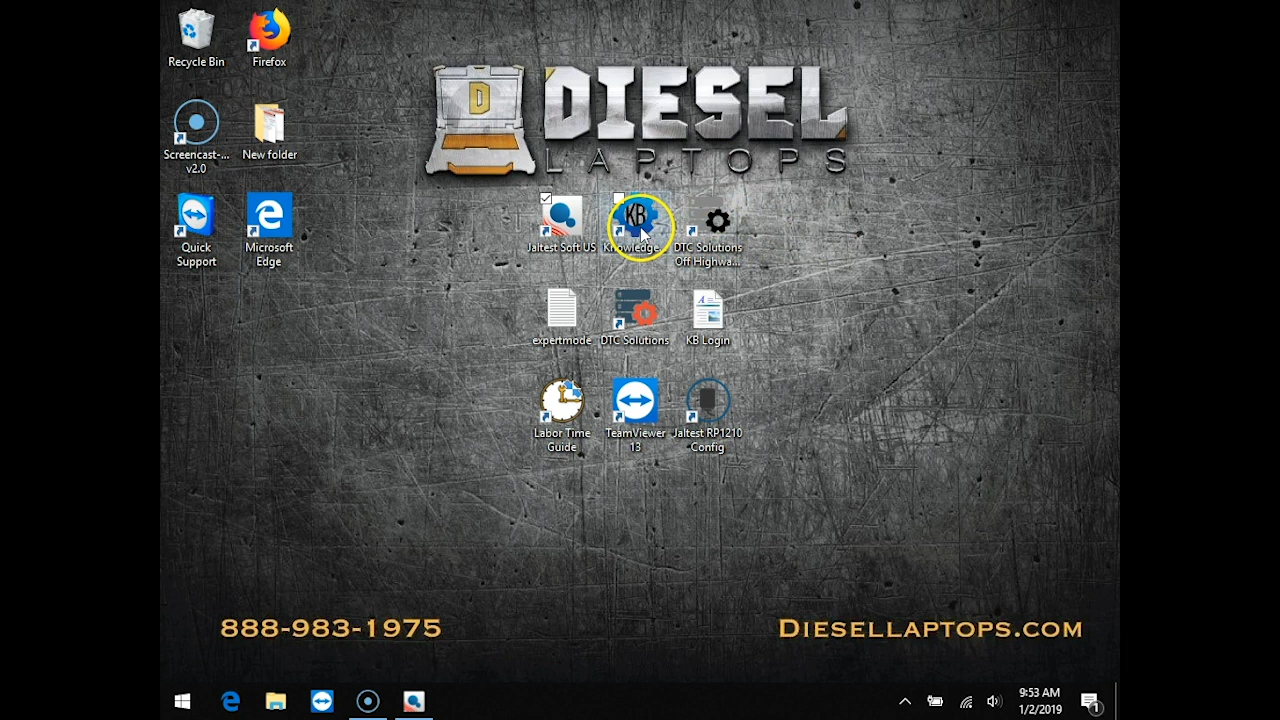 Recycle Bin
Firefox
D
DIESEL
LAPTOPS
Screencast-...
v2.0
New folder
Quick
Support
Microsoft
Edge
Jaltest Soft US
KB
Knowledge...
DTC Solutions
Off Highwa...
expertmode
DTC Solutions
KB Login
Labor Time
Guide
TeamViewer
13
Jaltest RP1210
Config
888-983-1975
DIESELLAPTOPS.COM
9:53 AM
1/2/2019
1